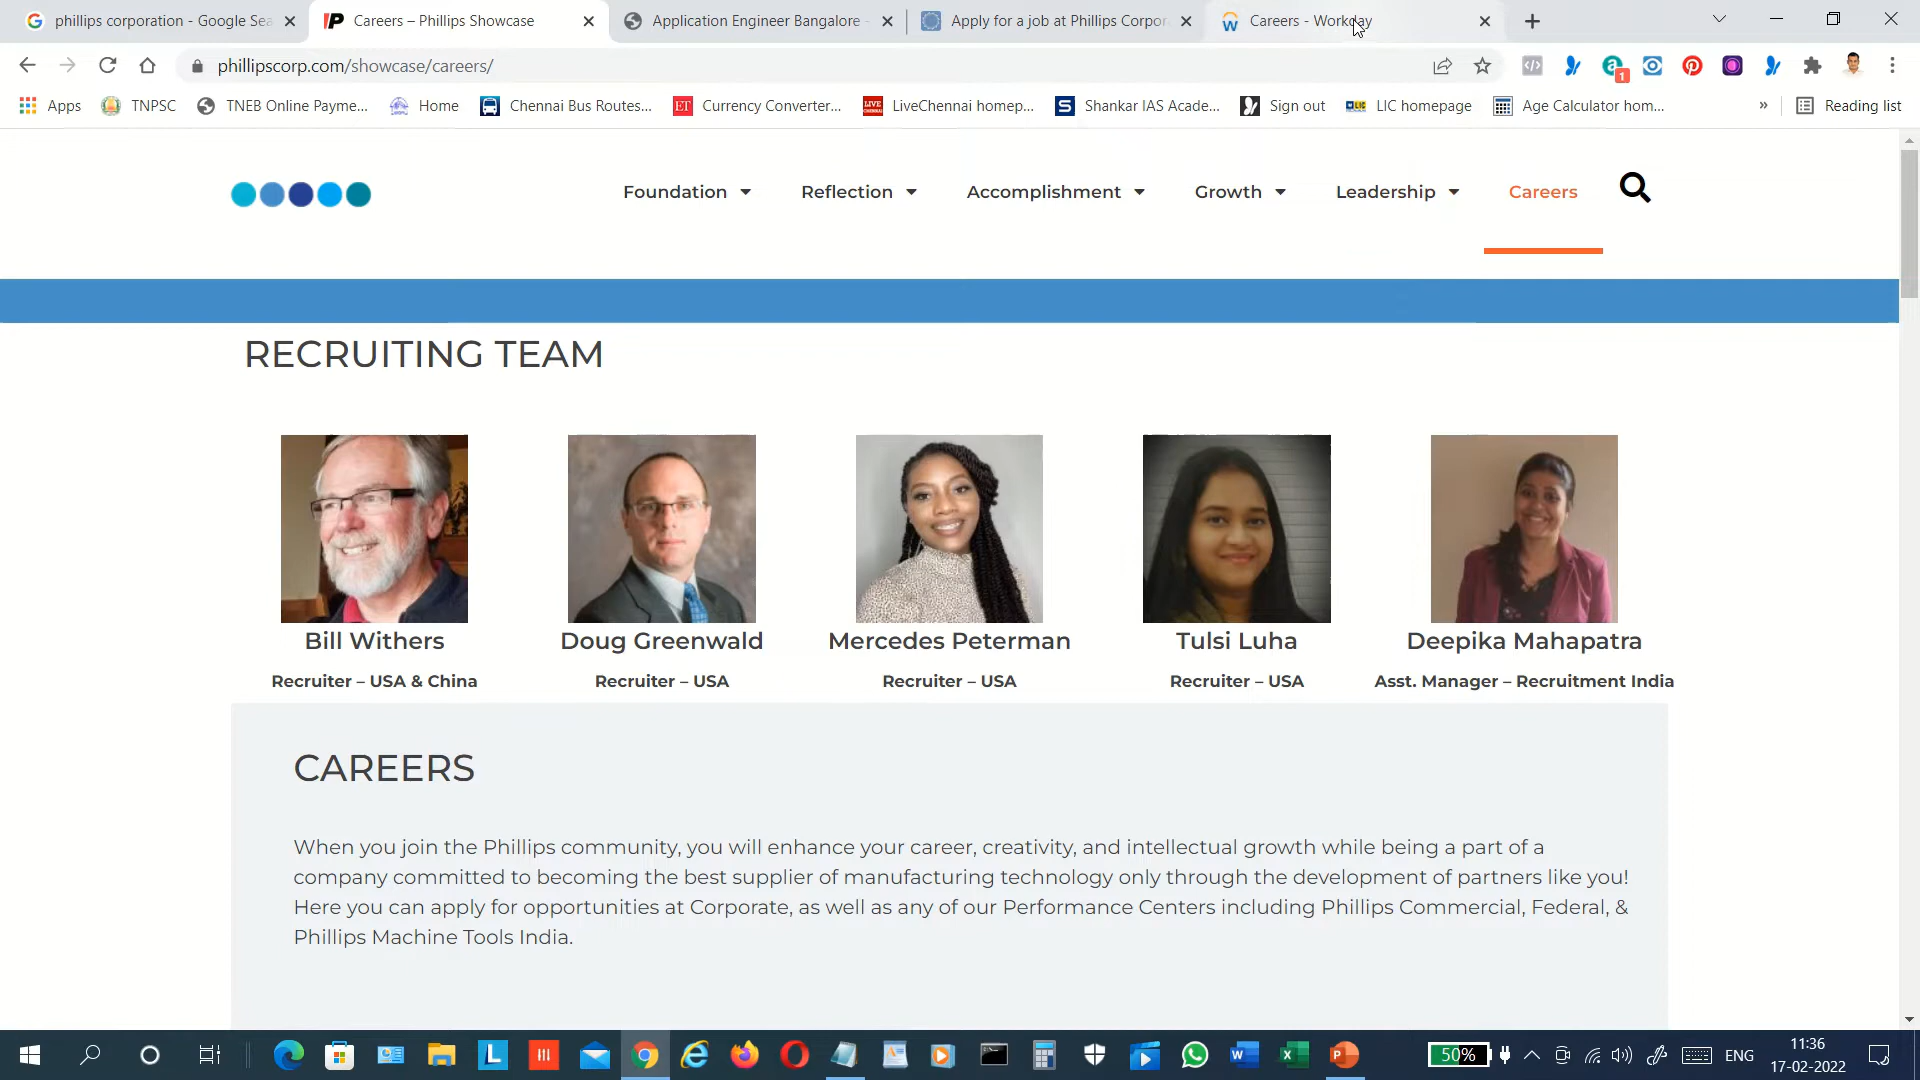 phillips corporation - Google Sea
Careers – Phillips Showcase
Application Engineer Bangalore -
Apply for a job at Phillips Corpor
Careers - Workday
phillipscorp.com/showcase/careers/
1
Apps
TNPSC
TNEB Online Payme...
Home
Chennai Bus Routes...
ET
Currency Converter...
LIVE
LiveChennai homep...
Shankar IAS Acade...
Sign out
LIC
LIC homepage
Age Calculator hom...
»
Reading list
Foundation
Reflection
Accomplishment
Growth
Leadership
Careers
RECRUITING TEAM
Bill Withers
Doug Greenwald
Mercedes Peterman
Tulsi Luha
Deepika Mahapatra
Recruiter – USA & China
Recruiter – USA
Recruiter – USA
Recruiter – USA
Asst. Manager – Recruitment India
CAREERS
When you join the Phillips community, you will enhance your career, creativity, and intellectual growth while being a part of a
company committed to becoming the best supplier of manufacturing technology only through the development of partners like you!
Here you can apply for opportunities at Corporate, as well as any of our Performance Centers including Phillips Commercial, Federal, &
Phillips Machine Tools India.
50%
ENG
11:36
17-02-2022